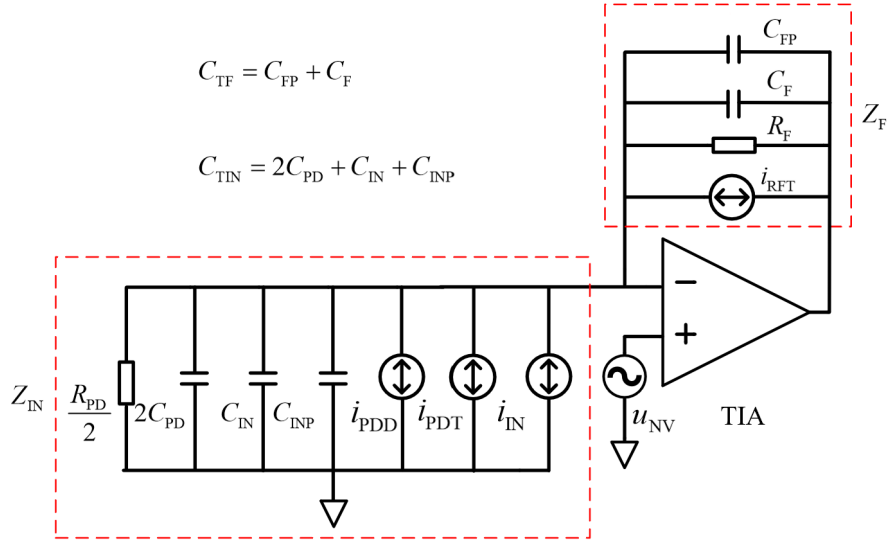 C_FP
C_TF = C_FP + C_F
C_F
Z_F
R_F
C_TIN = 2C_PD + C_IN + C_INP
i_RFT
−
+
Z_IN
R_PD/2
2C_PD
C_IN
C_INP
i_PDD
i_PDT
i_IN
u_NV
TIA